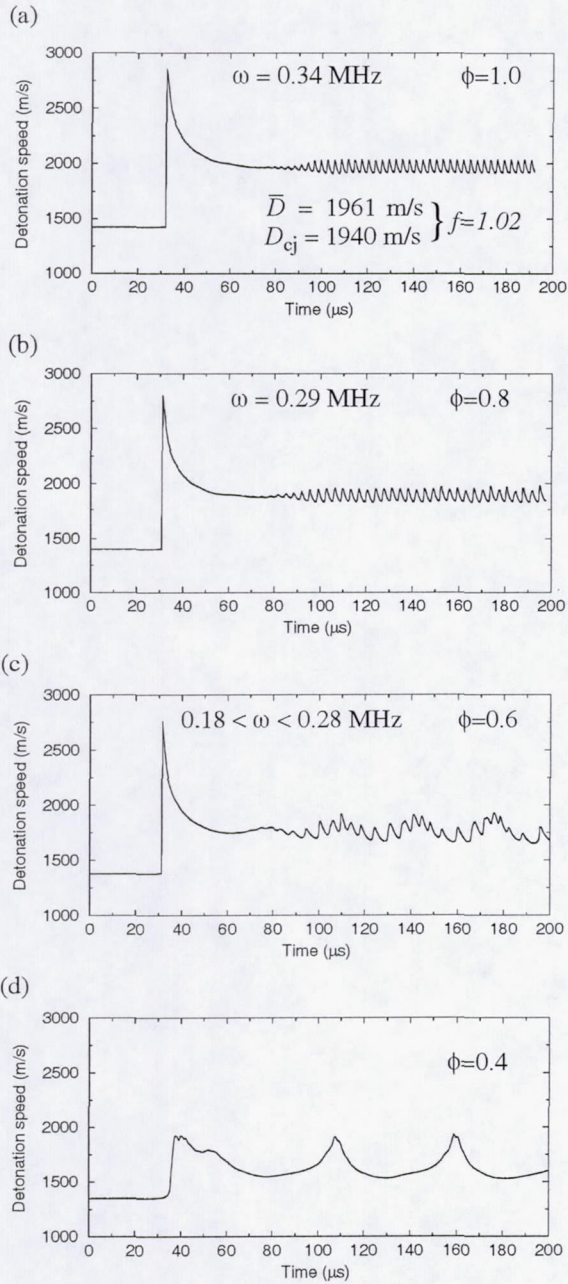 (a)
3000
2500
2000
1500
1000
Detonation speed (m/s)
ω = 0.34 MHz
ϕ=1.0
D̅ = 1961 m/s
D_cj = 1940 m/s
} f=1.02
0 20 40 60 80 100 120 140 160 180 200
Time (µs)
(b)
3000
2500
2000
1500
1000
Detonation speed (m/s)
ω = 0.29 MHz
ϕ=0.8
0 20 40 60 80 100 120 140 160 180 200
Time (µs)
(c)
3000
2500
2000
1500
1000
Detonation speed (m/s)
0.18 < ω < 0.28 MHz
ϕ=0.6
0 20 40 60 80 100 120 140 160 180 200
Time (µs)
(d)
3000
2500
2000
1500
1000
Detonation speed (m/s)
ϕ=0.4
0 20 40 60 80 100 120 140 160 180 200
Time (µs)